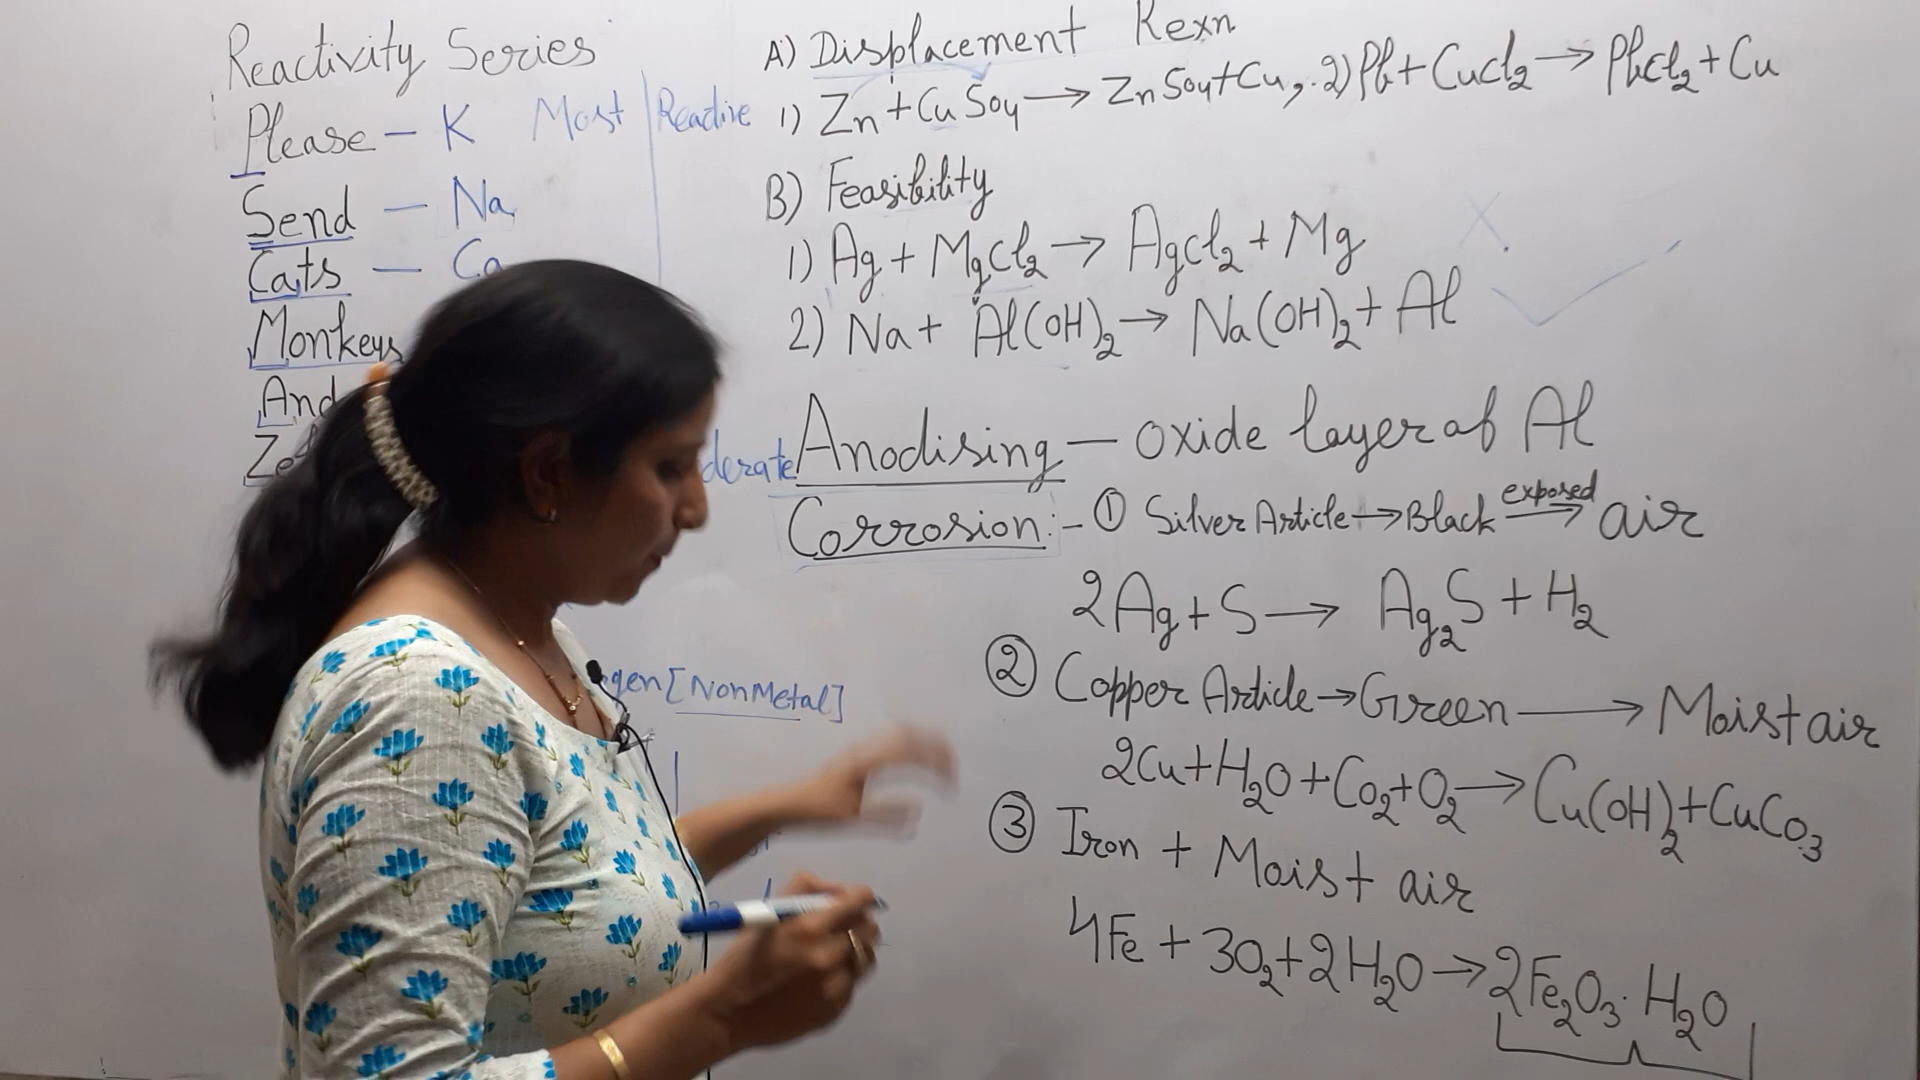 Reactivity Series
Please - K Most Reactive
Send - Na
Cats - Ca
Monkeys
And
A) Displacement Rexn
1) Zn + CuSO4 → ZnSO4 + Cu, 2) Pb + CuCl2 → PbCl2 + Cu
B) Feasibility
1) Ag + MgCl2 → AgCl2 + Mg X
2) Na + Al(OH)2 → Na(OH)2 + Al ✓
Anodising - oxide layer of Al
Corrosion:- ① Silver Article → Black exposed → air
2Ag + S → Ag2S + H2
② Copper Article → Green → Moist air
2Cu + H2O + CO2 + O2 → Cu(OH)2 + CuCO3
③ Iron + Moist air
4Fe + 3O2 + 2H2O → 2Fe2O3.H2O
[NonMetal]